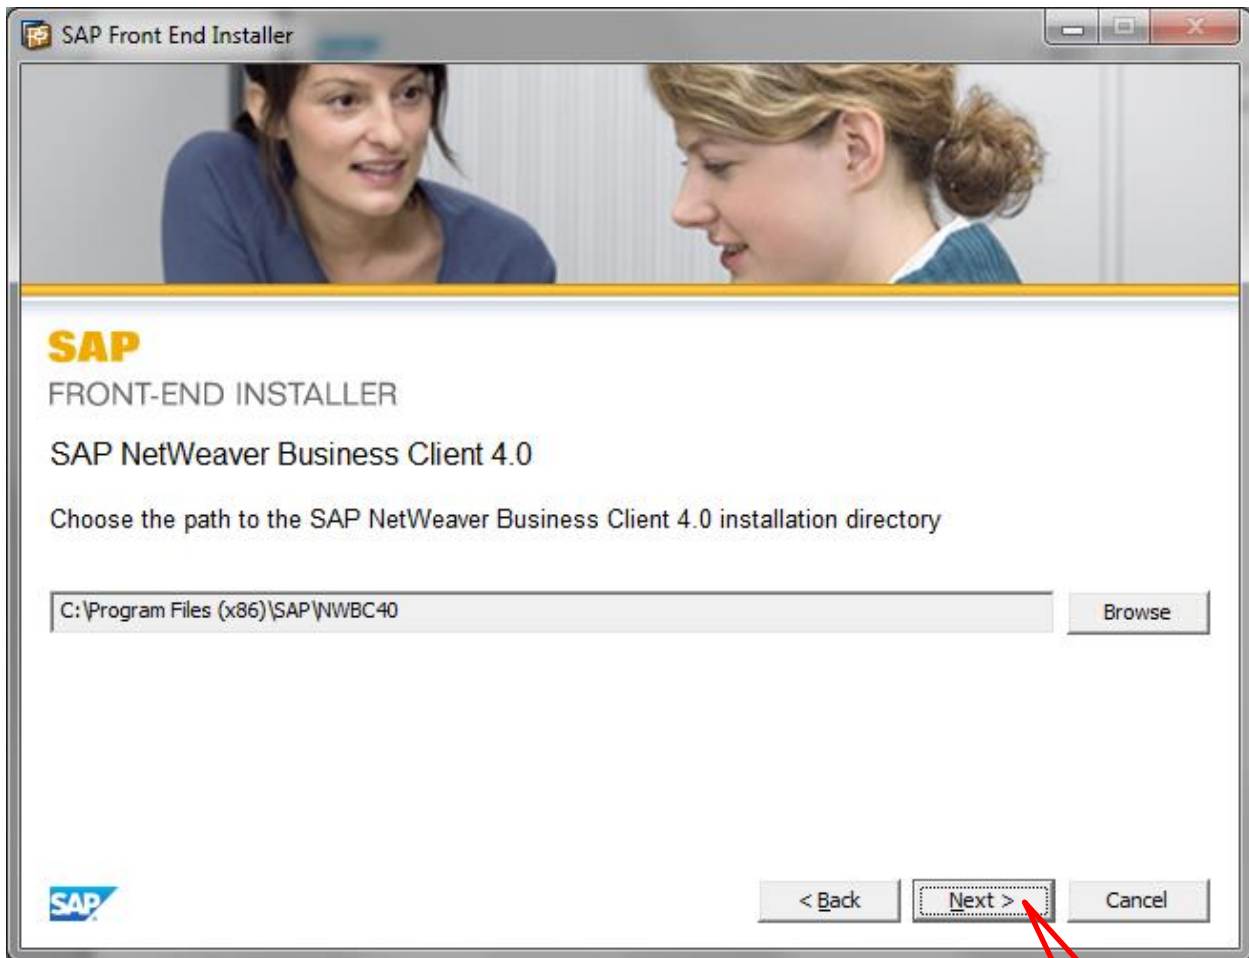 SAP Front End Installer
SAP
FRONT-END INSTALLER
SAP NetWeaver Business Client 4.0
Choose the path to the SAP NetWeaver Business Client 4.0 installation directory
C:\Program Files (x86)\SAP\NWBC40
Browse
SAP
< Back
Next >
Cancel